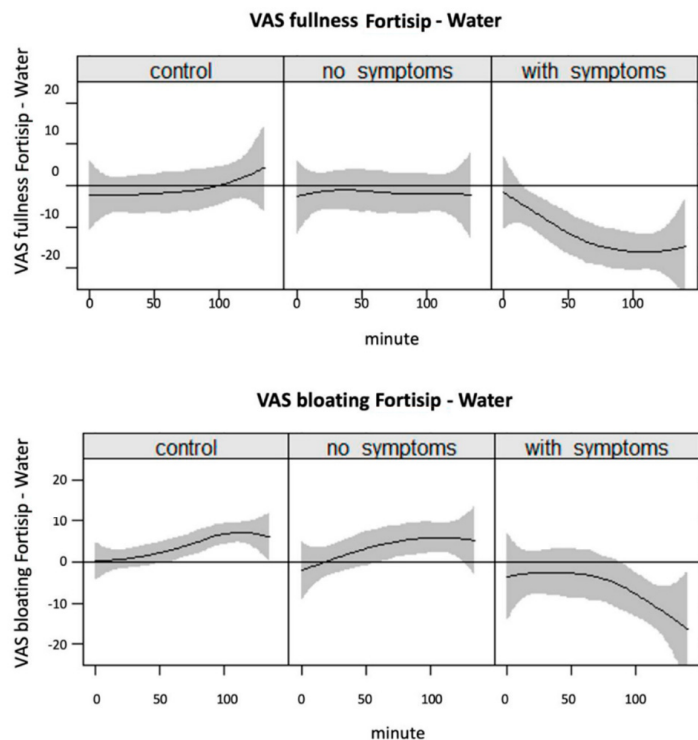 VAS fullness Fortisip - Water
control no symptoms with symptoms
20
10
0
-10
-20
VAS fullness Fortisip - Water
0 50 100 0 50 100 0 50 100
minute
VAS bloating Fortisip - Water
control no symptoms with symptoms
20
10
0
-10
-20
VAS bloating Fortisip - Water
0 50 100 0 50 100 0 50 100
minute